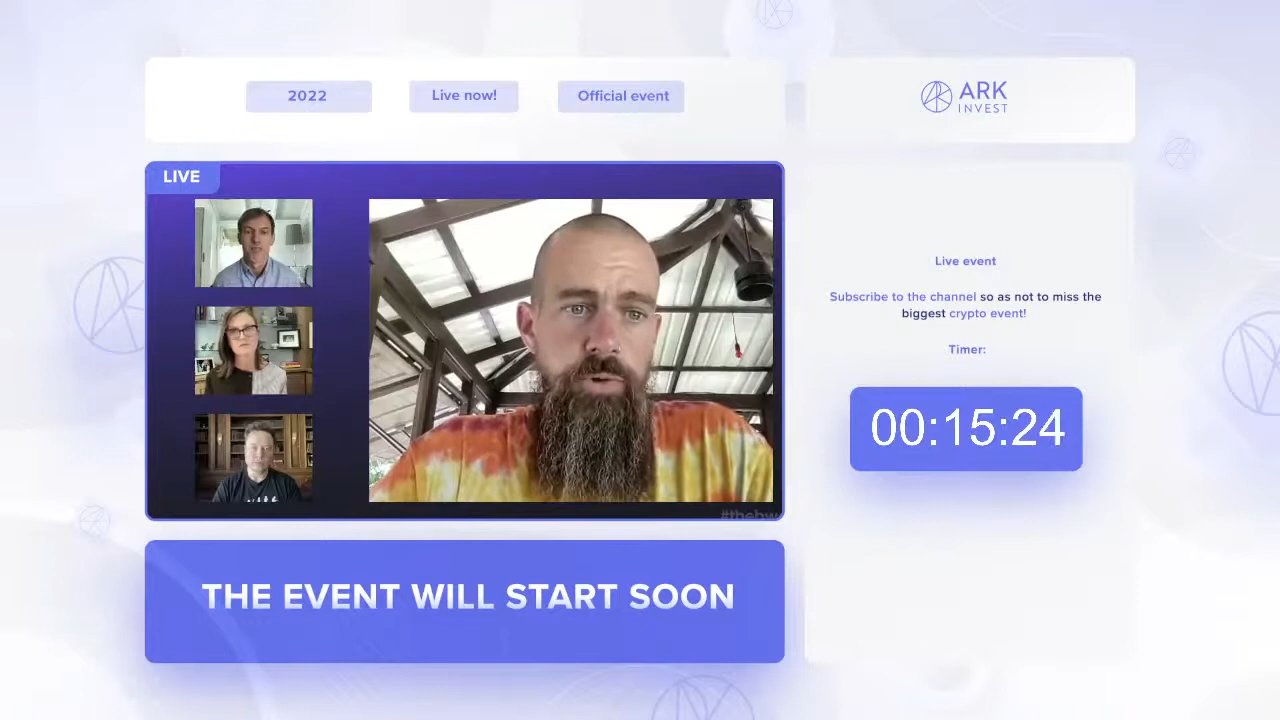 2022
Live now!
Official event
ARK
INVEST
LIVE
Live event
Subscribe to the channel so as not to miss the
biggest crypto event!
Timer:
00:15:24
THE EVENT WILL START SOON